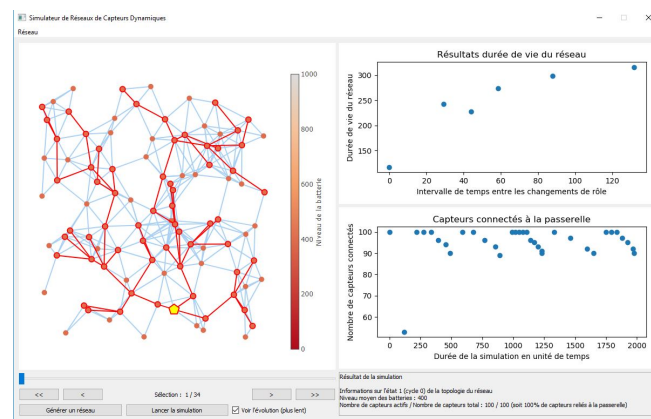 Simulateur de Réseaux de Capteurs Dynamiques
Réseau
1000
800
600
400
200
0
Niveau de la batterie
Résultats durée de vie du réseau
Durée de vie du réseau
300
250
200
150
0
20
40
60
80
100
120
Intervalle de temps entre les changements de rôle
Capteurs connectés à la passerelle
Nombre de capteurs connectés
100
90
80
70
60
0
250
500
750
1000
1250
1500
1750
2000
Durée de la simulation en unité de temps
<< < Sélection : 1 / 34 > >>
Générer un réseau Lancer la simulation Voir l'évolution (plus lent)
Résultat de la simulation
Informations sur l'état 1 (cycle 0) de la topologie du réseau
Niveau moyen des batteries : 400
Nombre de capteurs actifs / Nombre de capteurs total : 100 / 100 (soit 100% de capteurs reliés à la passerelle)